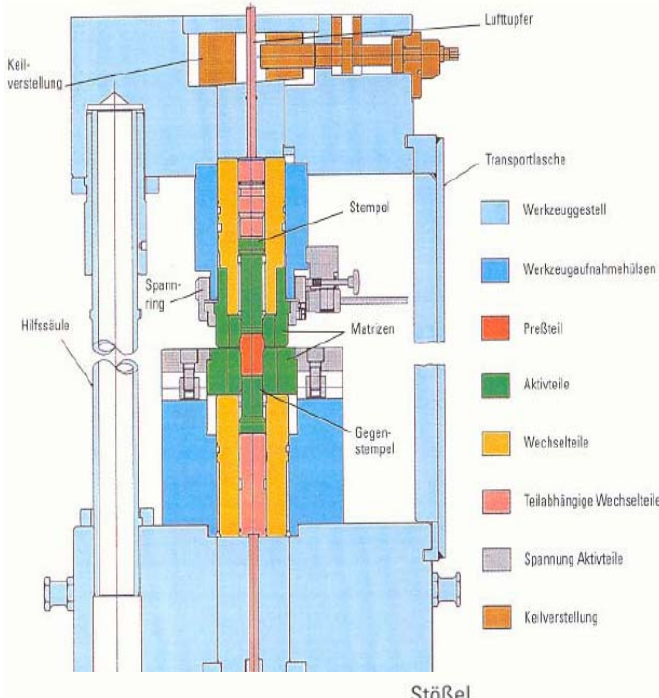 Lufttupfer
Keil-
verstellung
Transportlasche
Stempol
Werkzeuggestell
Spann-
ring
Werkzeugaufnahmehülsen
Hilfssäule
Matrizen
Preßteil
Aktivteile
Gegen-
stempel
Wechselteile
Teilabhängige Wechselteile
Spannung Aktivteile
Keilverstellung
Stößel